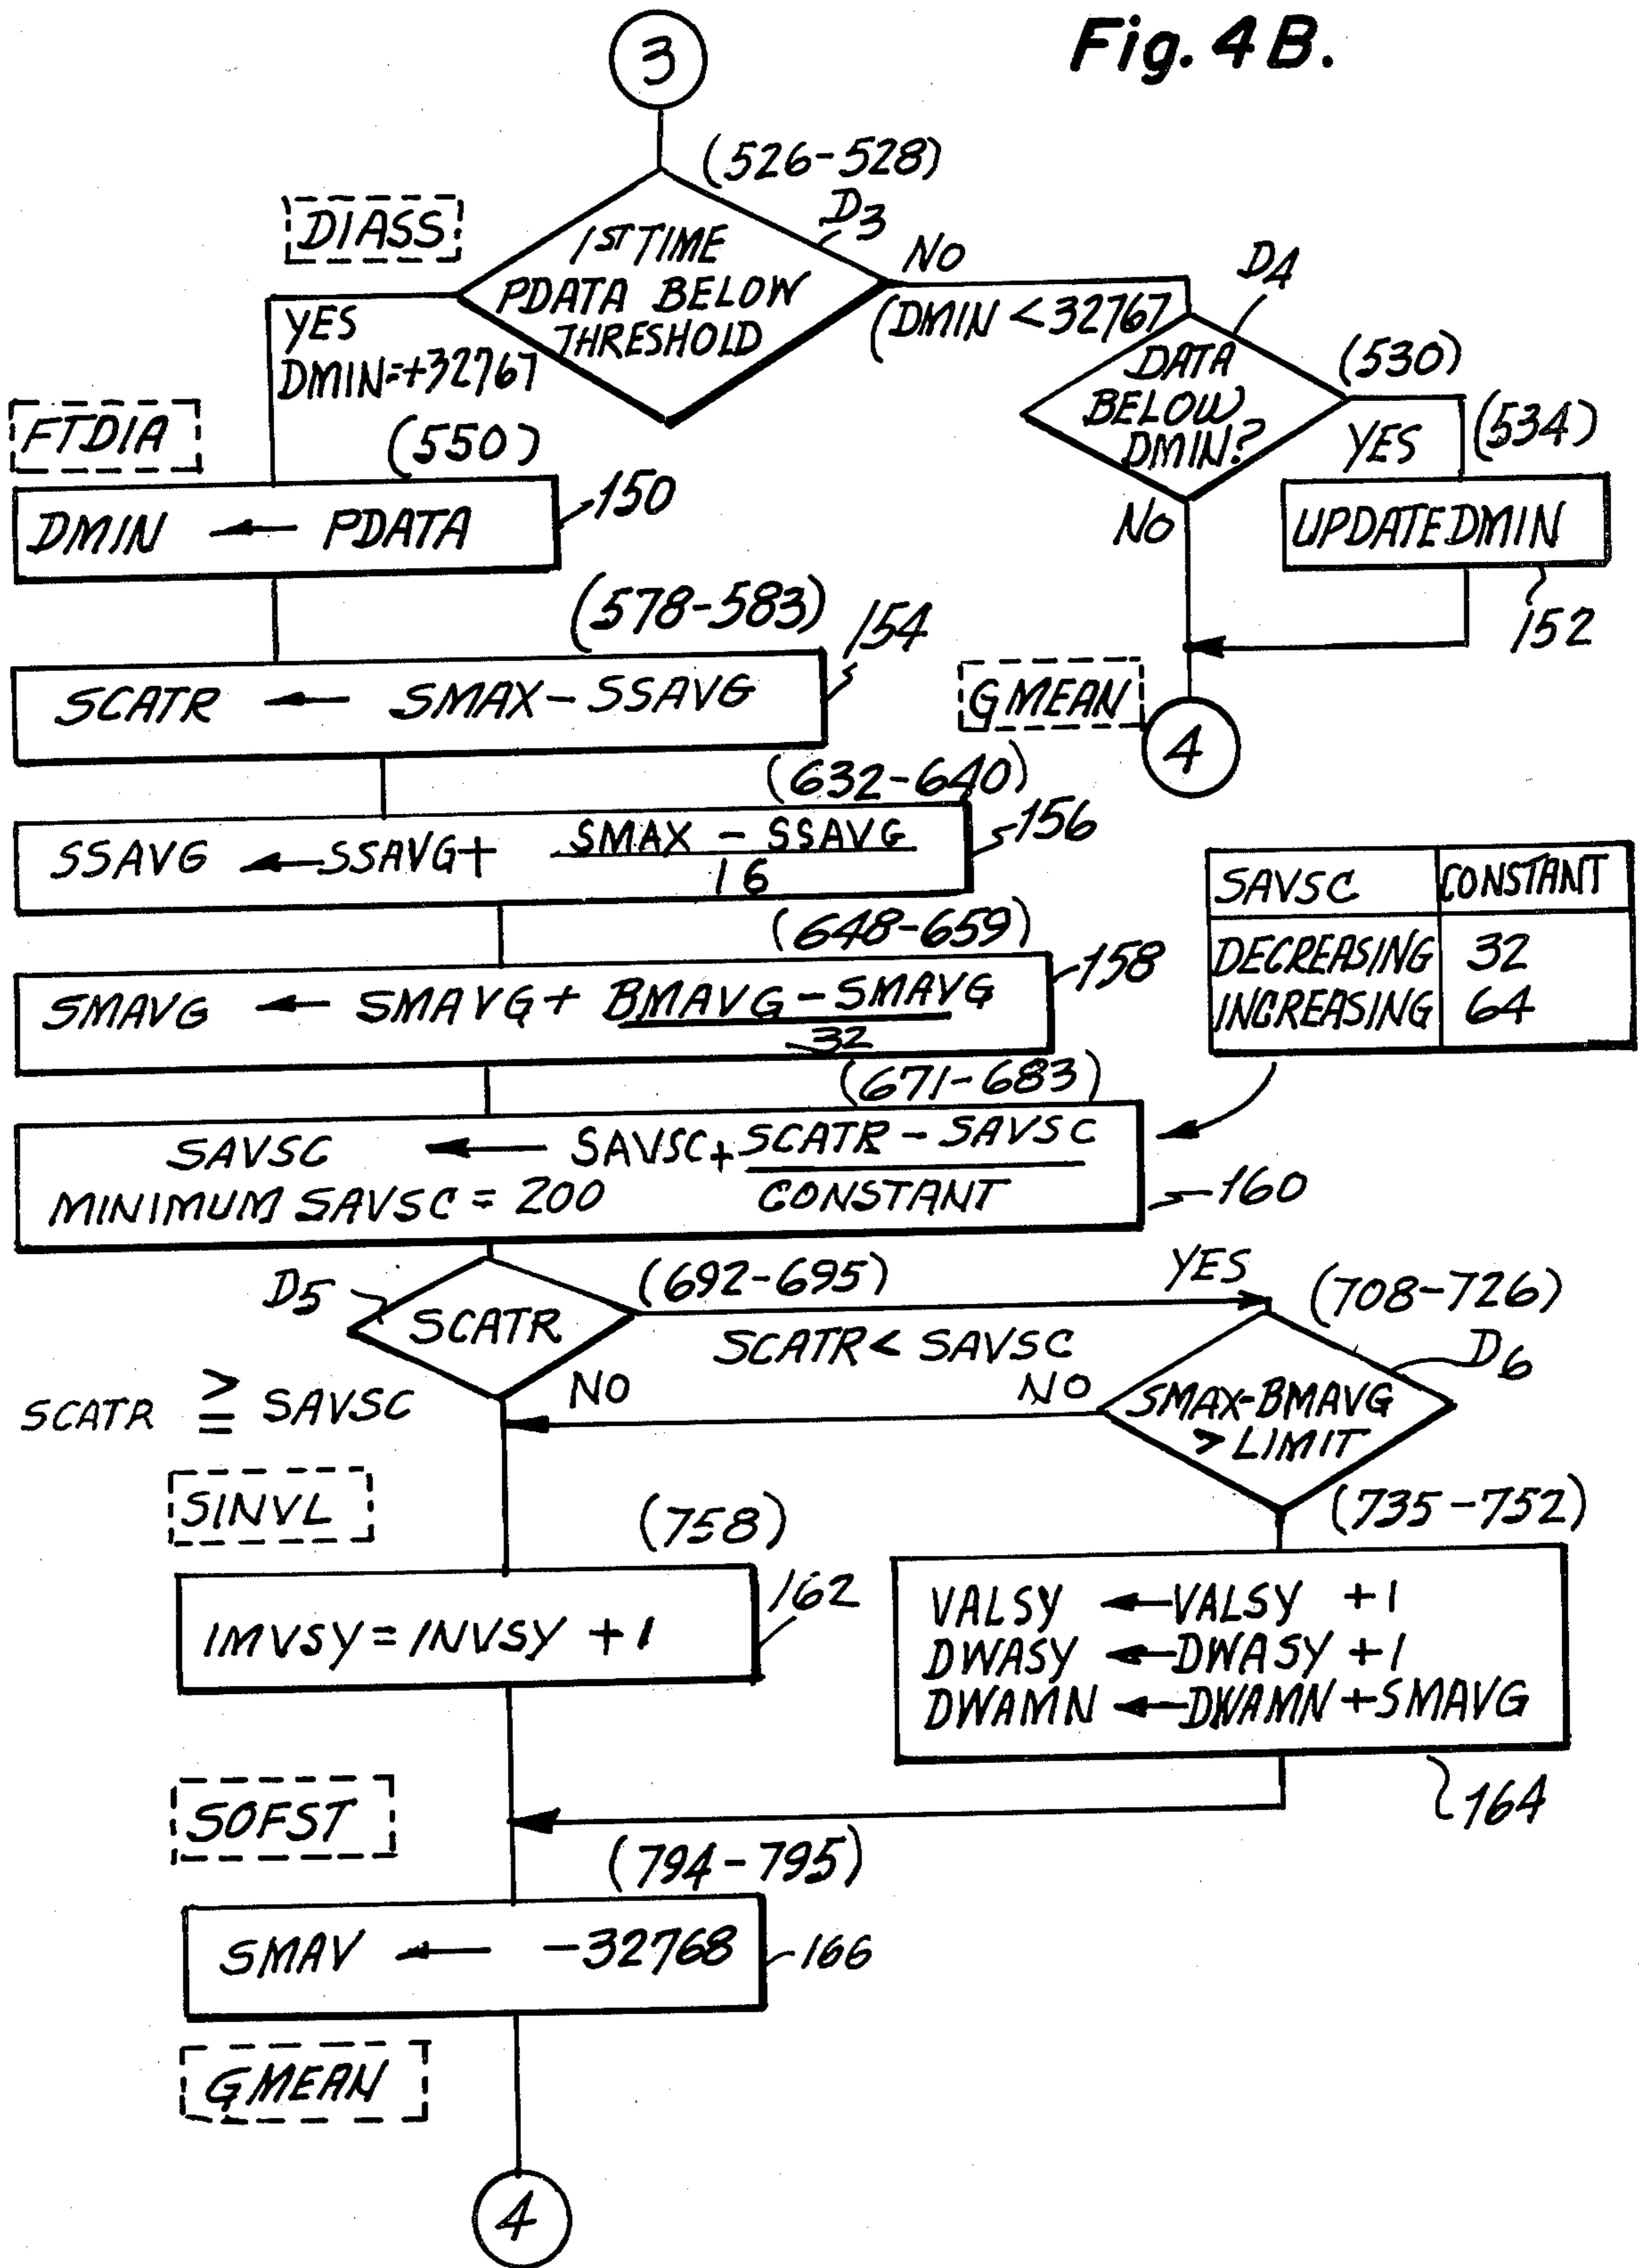 Fig. 4B.
3
(526-528)
DIASS
D3
1ST TIME
PDATA BELOW
THRESHOLD
NO
(DMIN < 32767
D4
YES
DMIN=+32767
DATA
BELOW
DMIN?
(530)
YES
(534)
FTDIA
(550)
DMIN ← PDATA
150
NO
UPDATE DMIN
152
(578-583)
154
SCATR ← SMAX-SSAVG
GMEAN
4
(632-640)
SSAVG ← SSAVG+ SMAX - SSAVG
16
156
SAVSC CONSTANT
DECREASING 32
INCREASING 64
(648-659)
158
SMAVG ← SMAVG+ BMAVG-SMAVG
32
(671-683)
SAVSC ← SAVSC+ SCATR - SAVSC
MINIMUM SAVSC = 200 CONSTANT
160
D5
SCATR
(692-695)
YES
(708-726)
SCATR < SAVSC
D6
SCATR ≧ SAVSC
NO
NO
SMAX-BMAVG
> LIMIT
SINVL
(735-752)
(758)
162
IMVSY = INVSY +1
VALSY ← VALSY +1
DWASY ← DWASY +1
DWAMN ← DWAMN+SMAVG
164
SOFST
(794-795)
SMAV ← -32768
166
GMEAN
4